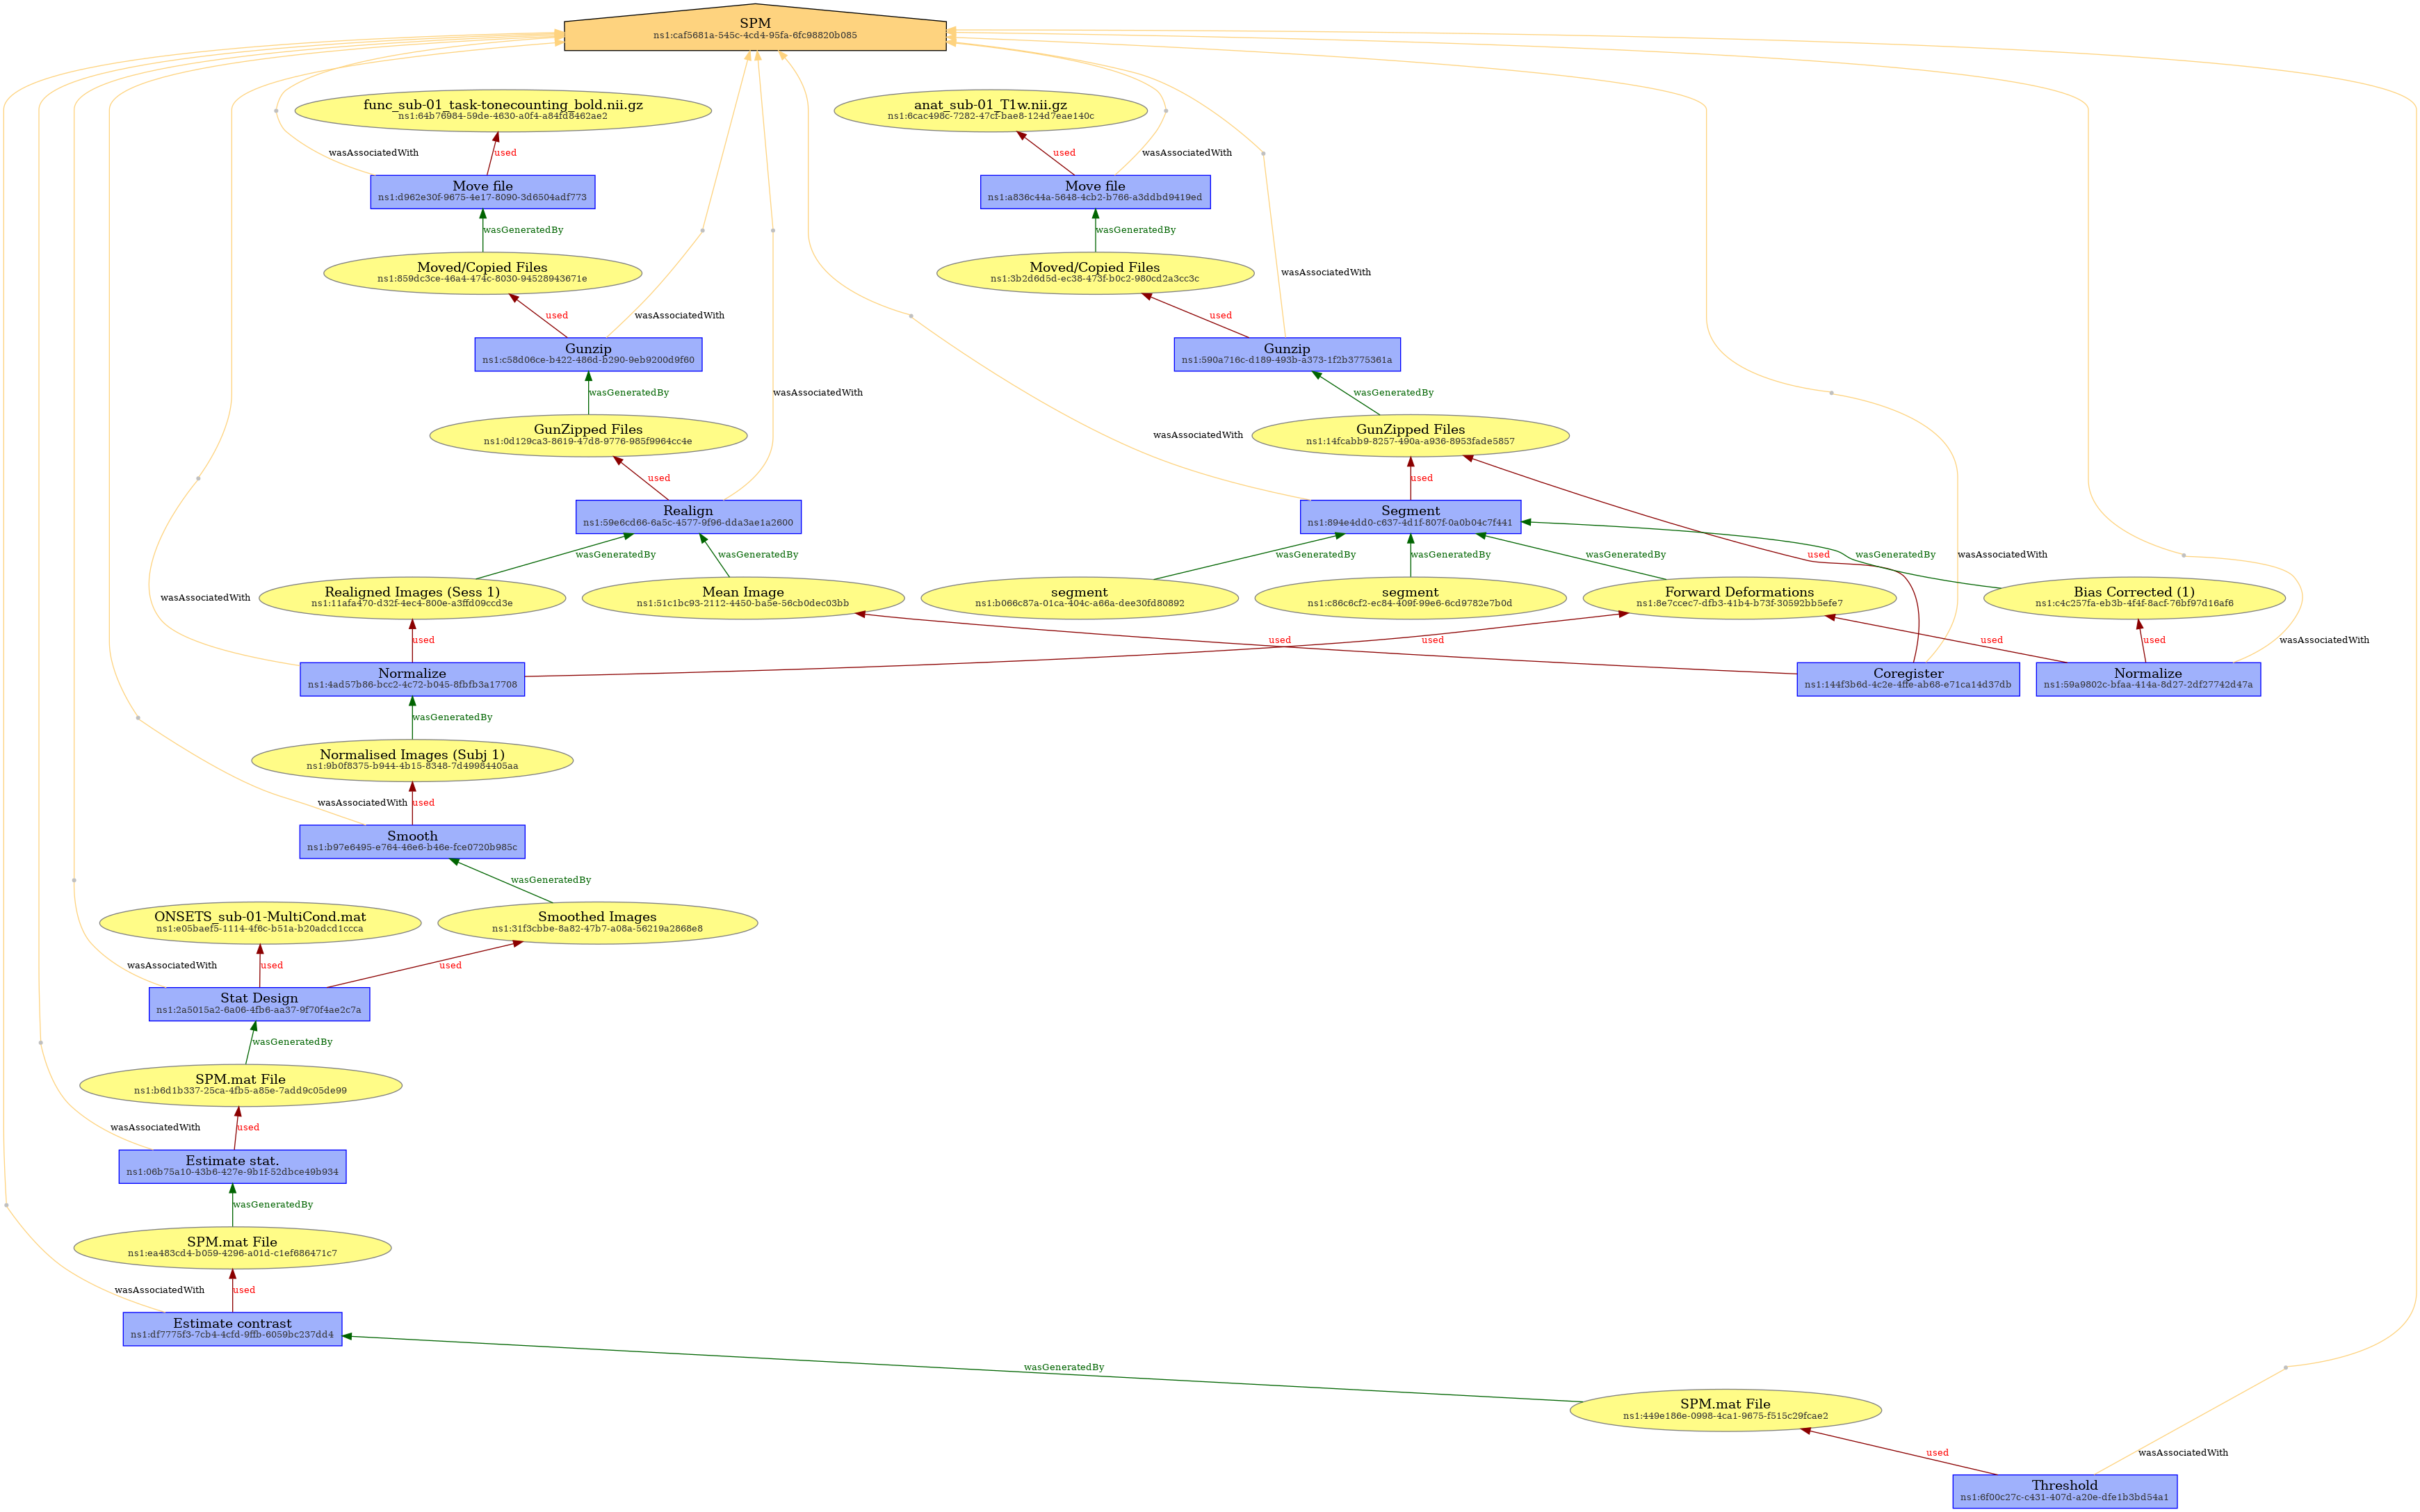 SPM
ns1:caf5681a-545c-4cd4-95fa-6fc98820b085
func_sub-01_task-tonecounting_bold.nii.gz
ns1:64b76984-59de-4630-a0f4-a84fd8462ae2
anat_sub-01_T1w.nii.gz
ns1:6cac498c-7282-47cf-bae8-124d7eae140c
wasAssociatedWith
used
used
wasAssociatedWith
Move file
ns1:d962e30f-9675-4e17-8090-3d6504adf773
Move file
ns1:a836c44a-5648-4cb2-b766-a3ddbd9419ed
wasGeneratedBy
wasGeneratedBy
Moved/Copied Files
ns1:859dc3ce-46a4-474c-8030-94528943671e
Moved/Copied Files
ns1:3b2d6d5d-ec38-473f-b0c2-980cd2a3cc3c
wasAssociatedWith
used
wasAssociatedWith
used
Gunzip
ns1:c58d06ce-b422-486d-b290-9eb9200d9f60
Gunzip
ns1:590a716c-d189-493b-a373-1f2b3775361a
wasGeneratedBy
wasAssociatedWith
wasGeneratedBy
GunZipped Files
ns1:0d129ca3-8619-47d8-9776-985f9964cc4e
wasAssociatedWith
GunZipped Files
ns1:14fcabb9-8257-490a-a936-8953fade5857
used
used
Realign
ns1:59e6cd66-6a5c-4577-9f96-dda3ae1a2600
Segment
ns1:894e4dd0-c637-4d1f-807f-0a0b04c7f441
wasGeneratedBy
wasGeneratedBy
wasGeneratedBy
wasGeneratedBy
wasGeneratedBy
used
wasGeneratedBy
wasAssociatedWith
wasAssociatedWith
Realigned Images (Sess 1)
ns1:11afa470-d32f-4ec4-800e-a3ffd09ccd3e
Mean Image
ns1:51c1bc93-2112-4450-ba5e-56cb0dec03bb
segment
ns1:b066c87a-01ca-404c-a66a-dee30fd80892
segment
ns1:c86c6cf2-ec84-409f-99e6-6cd9782e7b0d
Forward Deformations
ns1:8e7ccec7-dfb3-41b4-b73f-30592bb5efe7
Bias Corrected (1)
ns1:c4c257fa-eb3b-4f4f-8acf-76bf97d16af6
used
used
used
used
used
wasAssociatedWith
Normalize
ns1:4ad57b86-bcc2-4c72-b045-8fbfb3a17708
Coregister
ns1:144f3b6d-4c2e-4ffe-ab68-e71ca14d37db
Normalize
ns1:59a9802c-bfaa-414a-8d27-2df27742d47a
wasGeneratedBy
Normalised Images (Subj 1)
ns1:9b0f8375-b944-4b15-8348-7d49984405aa
wasAssociatedWith
used
Smooth
ns1:b97e6495-e764-46e6-b46e-fce0720b985c
wasGeneratedBy
ONSETS_sub-01-MultiCond.mat
ns1:e05baef5-1114-4f6c-b51a-b20adcd1ccca
Smoothed Images
ns1:31f3cbbe-8a82-47b7-a08a-56219a2868e8
wasAssociatedWith
used
used
Stat Design
ns1:2a5015a2-6a06-4fb6-aa37-9f70f4ae2c7a
wasGeneratedBy
SPM.mat File
ns1:b6d1b337-25ca-4fb5-a85e-7add9c05de99
wasAssociatedWith
used
Estimate stat.
ns1:06b75a10-43b6-427e-9b1f-52dbce49b934
wasGeneratedBy
SPM.mat File
ns1:ea483cd4-b059-4296-a01d-c1ef686471c7
wasAssociatedWith
used
Estimate contrast
ns1:df7775f3-7cb4-4cfd-9ffb-6059bc237dd4
wasGeneratedBy
SPM.mat File
ns1:449e186e-0998-4ca1-9675-f515c29fcae2
used
wasAssociatedWith
Threshold
ns1:6f00c27c-c431-407d-a20e-dfe1b3bd54a1